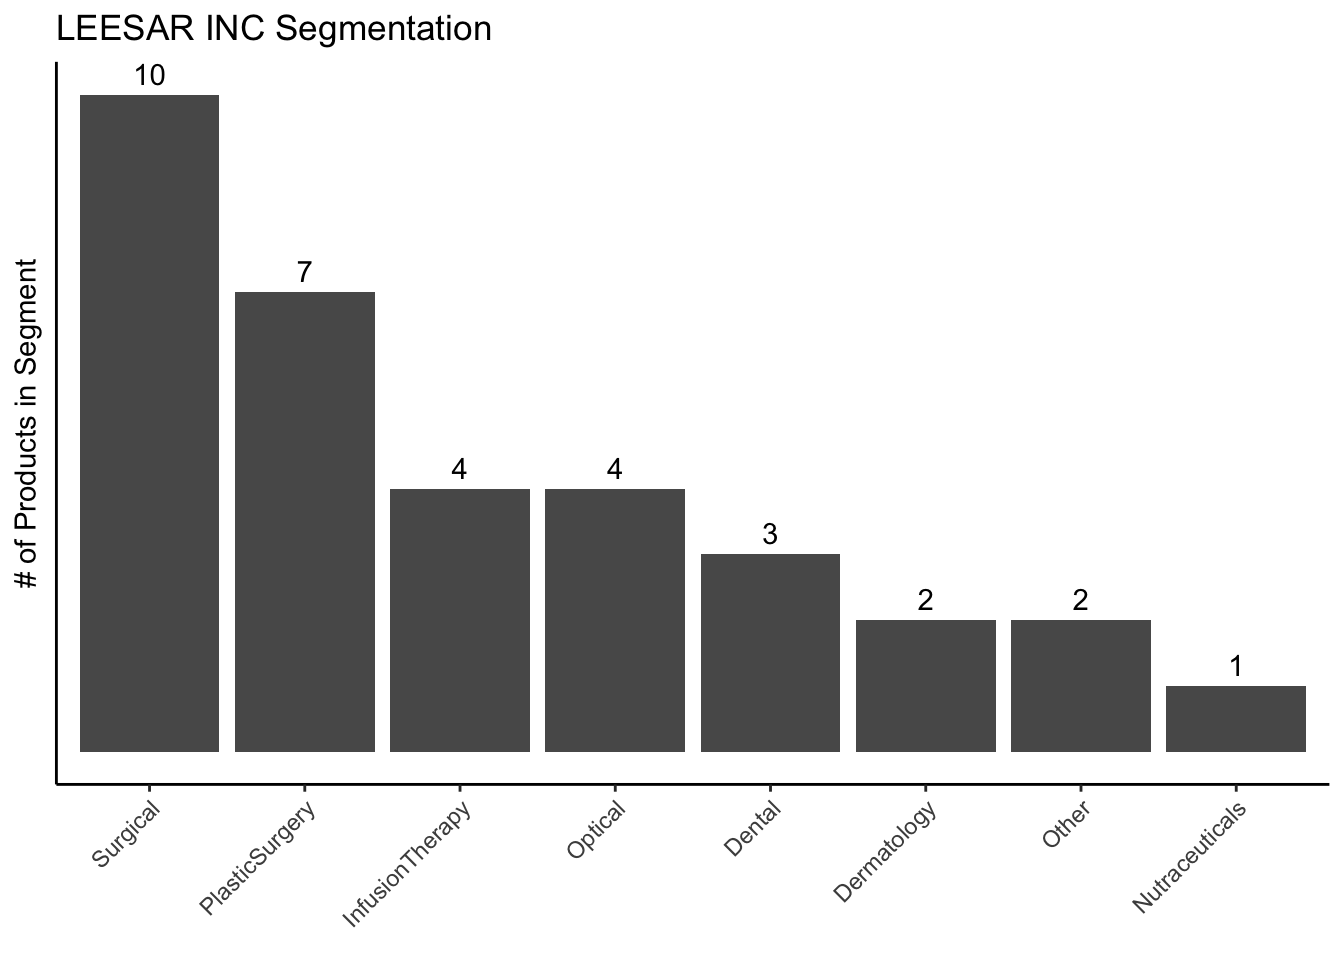 LEESAR INC Segmentation
# of Products in Segment
10
7
4
4
3
2
2
1
Surgical
PlasticSurgery
InfusionTherapy
Optical
Dental
Dermatology
Other
Nutraceuticals